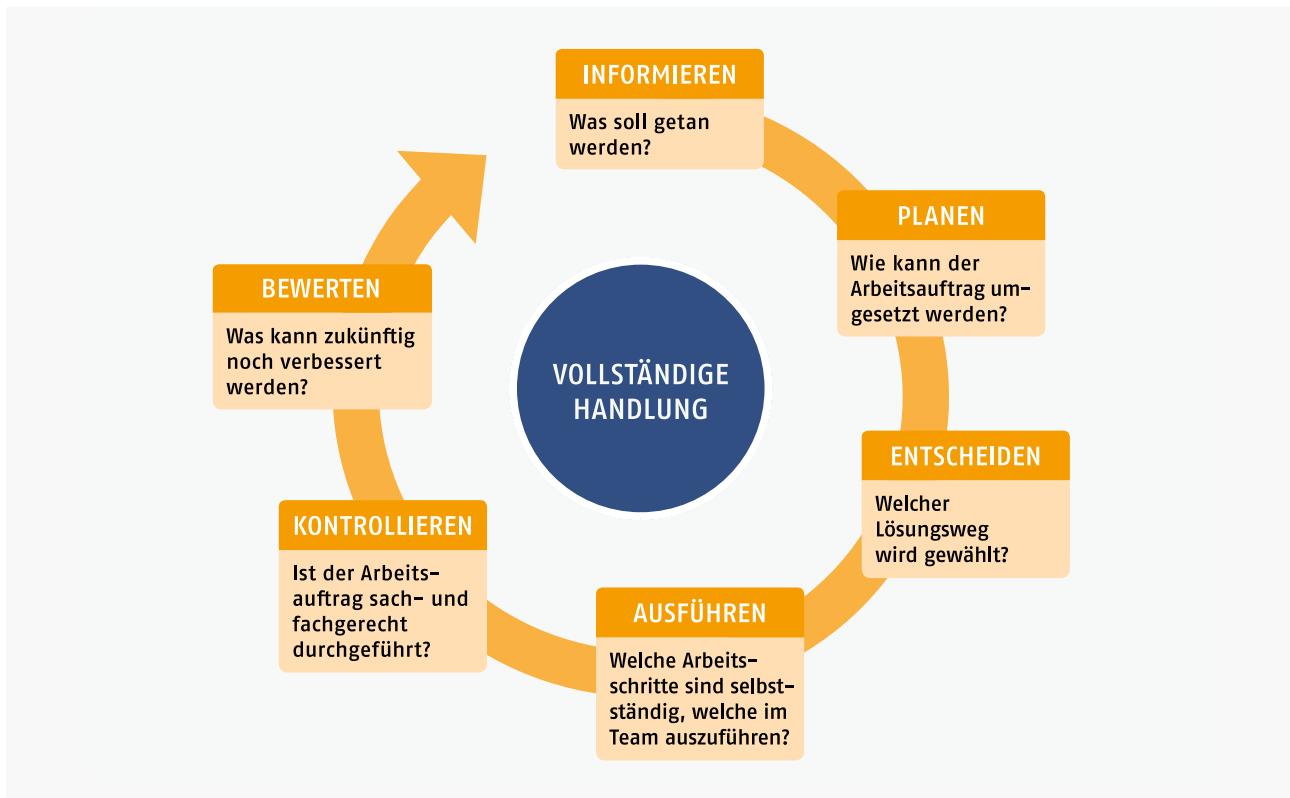 INFORMIEREN
Was soll getan
werden?
PLANEN
Wie kann der
Arbeitsauftrag um-
gesetzt werden?
ENTSCHEIDEN
Welcher
Lösungsweg
wird gewählt?
AUSFÜHREN
Welche Arbeits-
schritte sind selbst-
ständig, welche im
Team auszuführen?
KONTROLLIEREN
Ist der Arbeits-
auftrag sach- und
fachgerecht
durchgeführt?
BEWERTEN
Was kann zukünftig
noch verbessert
werden?
VOLLSTÄNDIGE
HANDLUNG